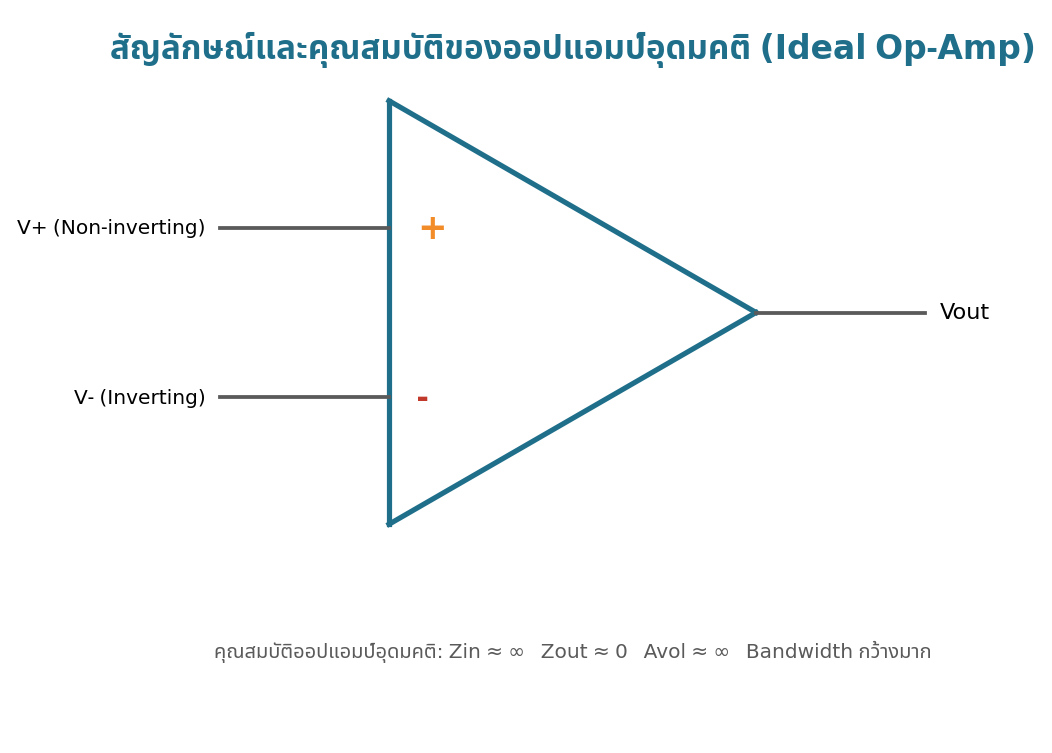 สัญลักษณ์และคุณสมบัติของออปแอมป์อุดมคติ (Ideal Op-Amp)
V+ (Non-inverting)
+
Vout
V- (Inverting)
-
คุณสมบัติออปแอมป์อุดมคติ: Zin ≈ ∞ Zout ≈ 0 Avol ≈ ∞ Bandwidth กว้างมาก